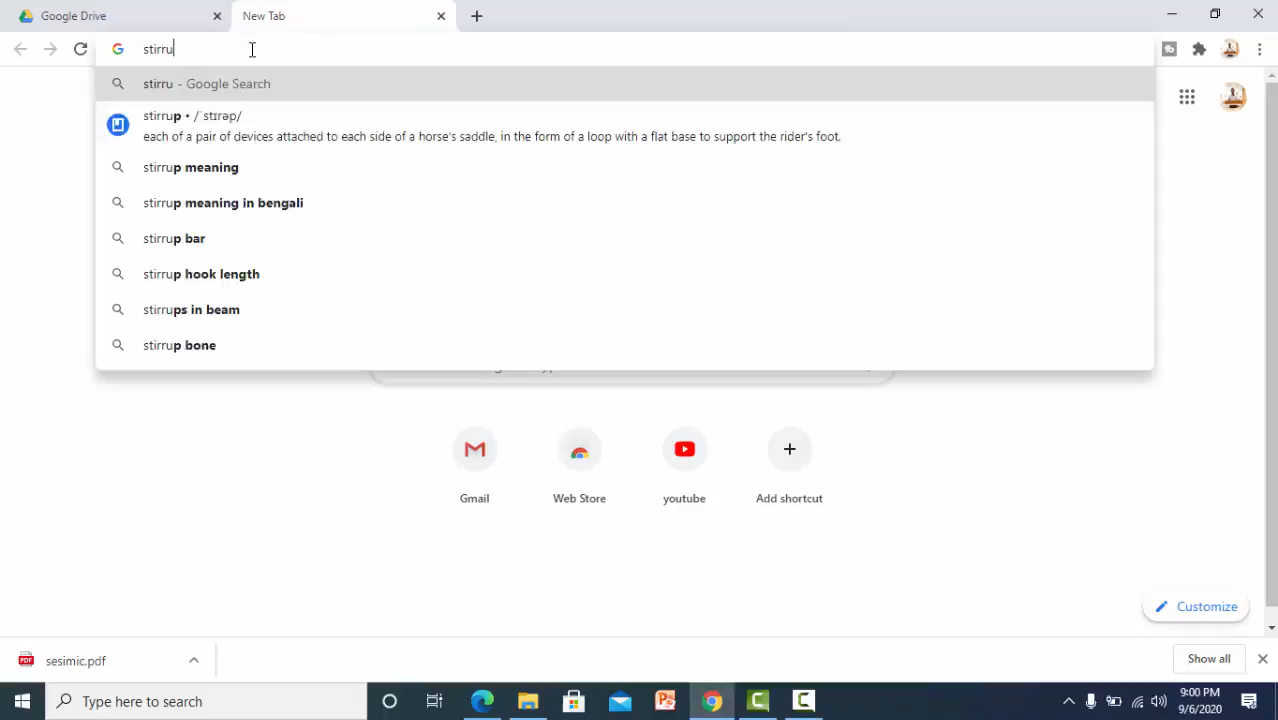 Google Drive
New Tab
stirru
stirru - Google Search
stirrup • /ˈstɪrəp/
each of a pair of devices attached to each side of a horse's saddle, in the form of a loop with a flat base to support the rider's foot.
stirrup meaning
stirrup meaning in bengali
stirrup bar
stirrup hook length
stirrups in beam
stirrup bone
Gmail
Web Store
youtube
Add shortcut
Customize
sesimic.pdf
Show all
Type here to search
9:00 PM
9/6/2020